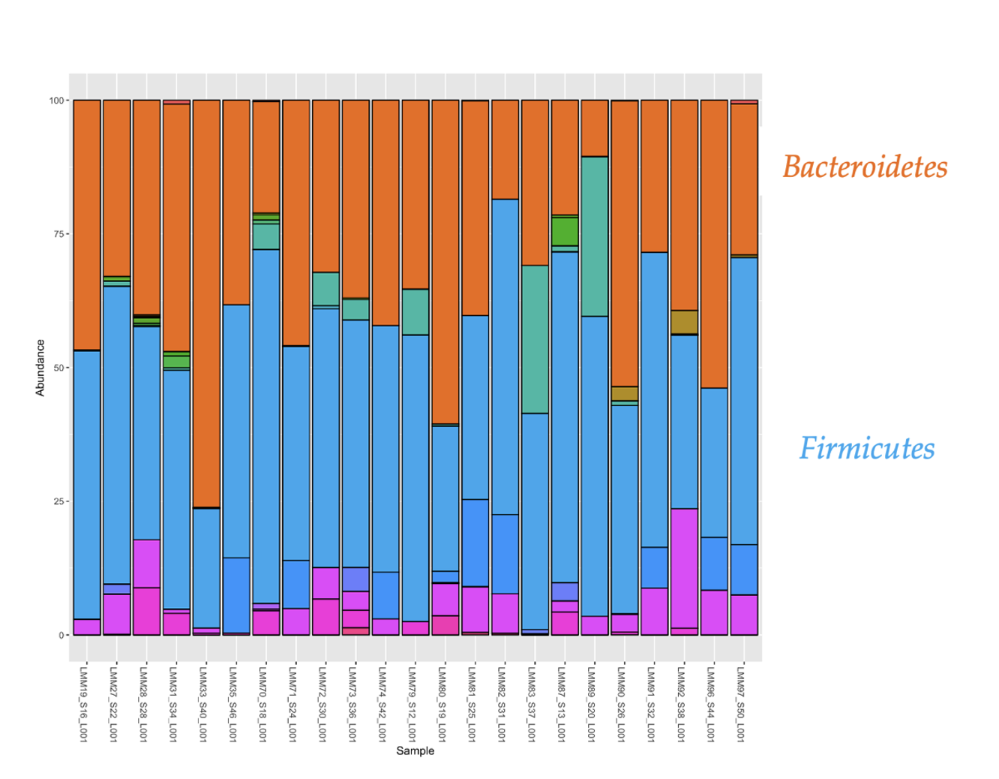 100
75
50
25
0
Abundance
Bacteroidetes
Firmicutes
LMM19_S16_L001
LMM27_S22_L001
LMM28_S28_L001
LMM31_S34_L001
LMM33_S40_L001
LMM35_S46_L001
LMM70_S18_L001
LMM71_S24_L001
LMM72_S30_L001
LMM73_S36_L001
LMM74_S42_L001
LMM79_S12_L001
LMM80_S19_L001
LMM81_S25_L001
LMM82_S31_L001
LMM83_S37_L001
LMM87_S13_L001
LMM89_S20_L001
LMM90_S26_L001
LMM91_S32_L001
LMM92_S38_L001
LMM96_S44_L001
LMM97_S50_L001
Sample